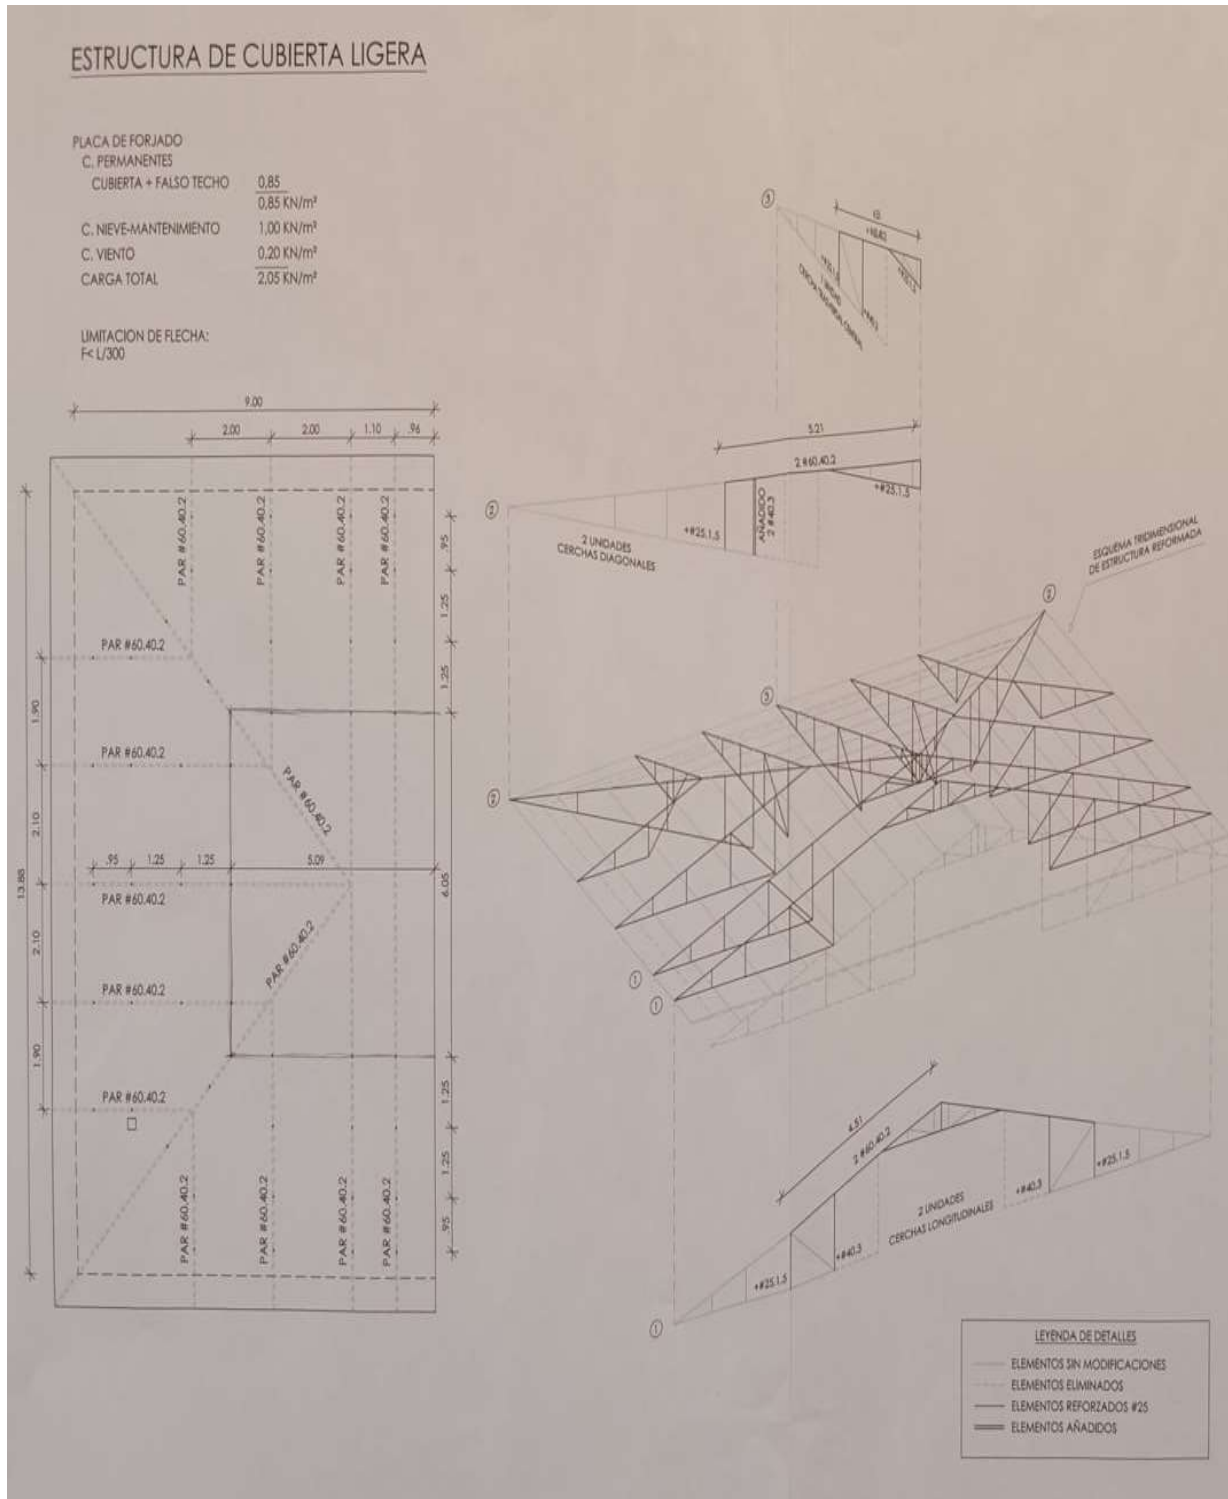 ESTRUCTURA DE CUBIERTA LIGERA
PLACA DE FORJADO
C. PERMANENTES
CUBIERTA + FALSO TECHO 0,85
0,85 KN/m²
C. NIEVE-MANTENIMIENTO 1,00 KN/m²
C. VIENTO 0,20 KN/m²
CARGA TOTAL 2,05 KN/m²
LIMITACION DE FLECHA:
F< L/300
9.00
2.00 2.00 1.10 .96
PAR #60.40.2
PAR #60.40.2
PAR #60.40.2
PAR #60.40.2
.95
1.25
1.25
PAR #60.40.2
1.90
PAR #60.40.2
PAR #60.40.2
2.10
13.88
.95 1.25 1.25 5.09
6.05
PAR #60.40.2
2.10
PAR #60.40.2
PAR #60.40.2
1.90
PAR #60.40.2
1.25
1.25
.95
PAR #60.40.2
PAR #60.40.2
PAR #60.40.2
PAR #60.40.2
3
CERCHA
5.21
2 #60.40.2
+#25.1.5
2
+#25.1.5
AÑADIDO
2 #40.3
2 UNIDADES
CERCHAS DIAGONALES
ESQUEMA TRIDIMENSIONAL
DE ESTRUCTURA REFORMADA
2
3
2
1
1
2 #60.40.2
+#25.1.5
+#40.3
2 UNIDADES
CERCHAS LONGITUDINALES
+#40.3
+#25.1.5
1
LEYENDA DE DETALLES
ELEMENTOS SIN MODIFICACIONES
ELEMENTOS ELIMINADOS
ELEMENTOS REFORZADOS #25
ELEMENTOS AÑADIDOS